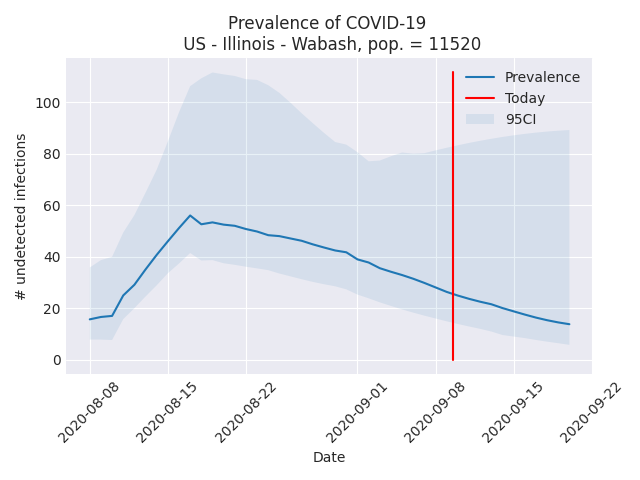 Prevalence of COVID-19
US - Illinois - Wabash, pop. = 11520
Prevalence
Today
95CI
100
80
60
40
20
0
# undetected infections
2020-08-08
2020-08-15
2020-08-22
2020-09-01
2020-09-08
2020-09-15
2020-09-22
Date